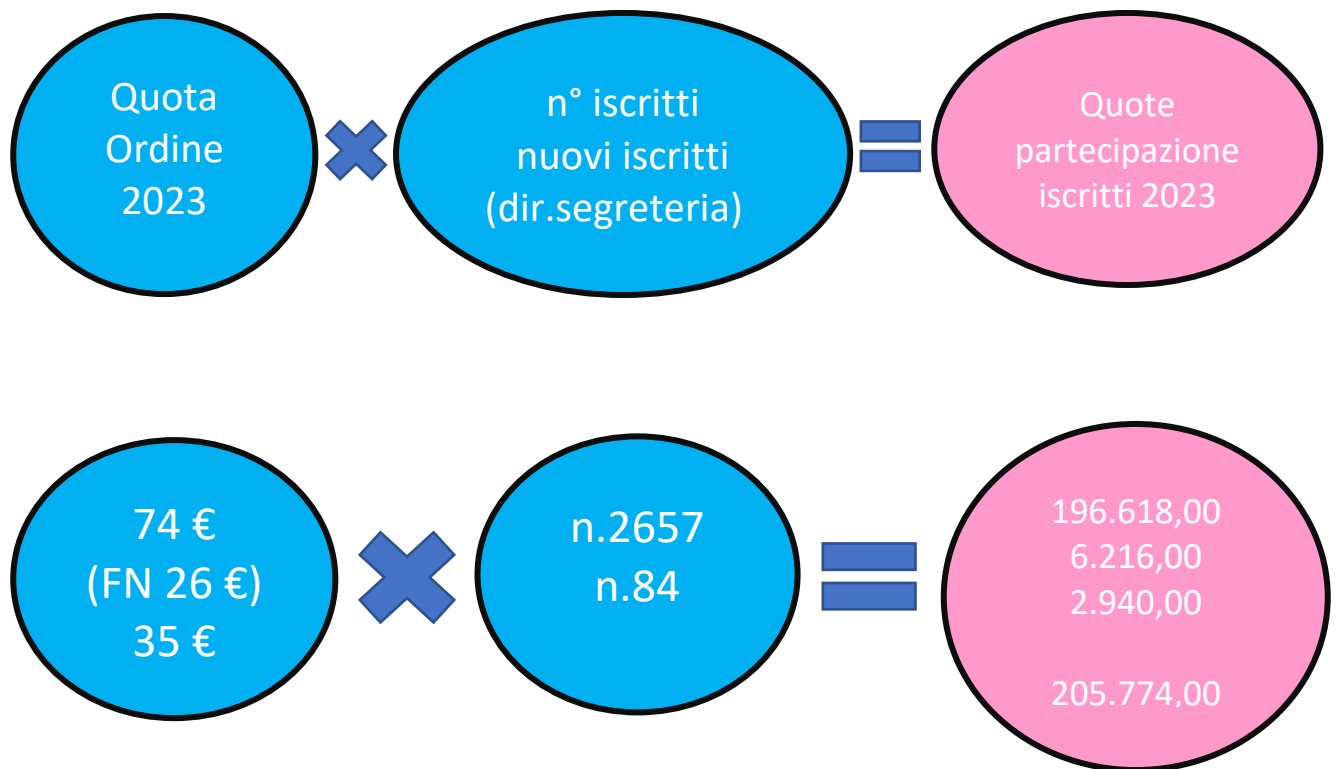 Quota
Ordine
2023
n° iscritti
nuovi iscritti
(dir.segreteria)
Quote
partecipazione
iscritti 2023
74 €
(FN 26 €)
35 €
n.2657
n.84
196.618,00
6.216,00
2.940,00
205.774,00